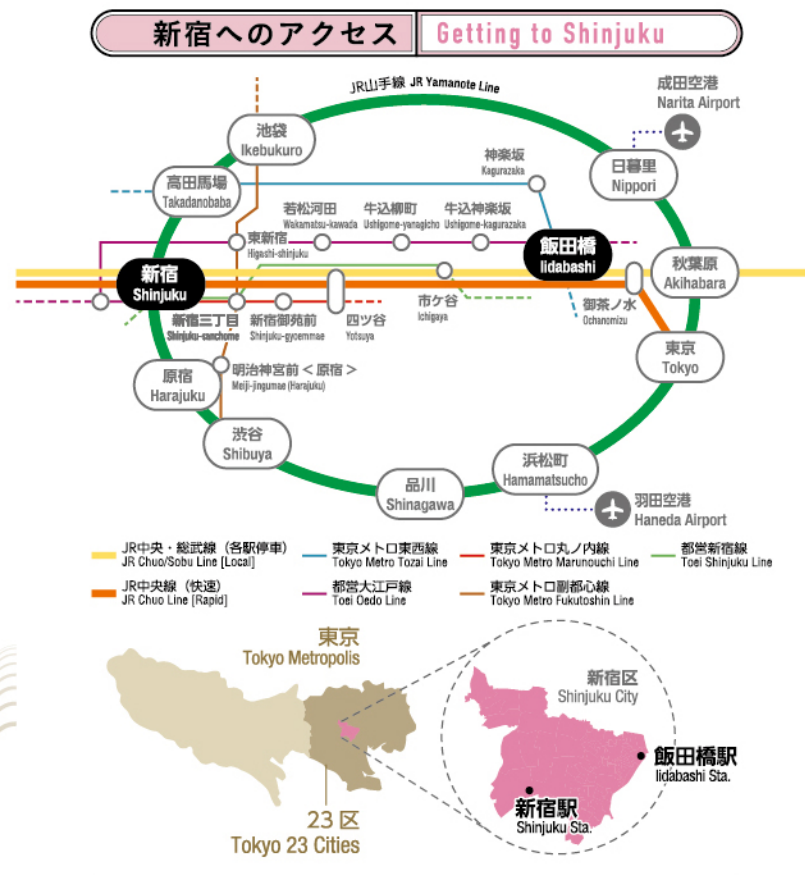 新宿へのアクセス Getting to Shinjuku
JR山手線 JR Yamanote Line
成田空港
Narita Airport
池袋
Ikebukuro
神楽坂
Kagurazaka
日暮里
Nippori
高田馬場
Takadanobaba
若松河田
Wakamatsu-kawada
牛込柳町
Ushigome-yanagicho
牛込神楽坂
Ushigome-kagurazaka
東新宿
Higashi-shinjuku
飯田橋
Iidabashi
新宿
Shinjuku
秋葉原
Akihabara
市ケ谷
Ichigaya
御茶ノ水
Ochanomizu
新宿三丁目
Shinjuku-sanchome
新宿御苑前
Shinjuku-gyoemmae
四ツ谷
Yotsuya
東京
Tokyo
明治神宮前<原宿>
Meiji-jingumae (Harajuku)
原宿
Harajuku
渋谷
Shibuya
浜松町
Hamamatsucho
品川
Shinagawa
羽田空港
Haneda Airport
JR中央・総武線（各駅停車）
JR Chuo/Sobu Line [Local]
東京メトロ東西線
Tokyo Metro Tozai Line
東京メトロ丸ノ内線
Tokyo Metro Marunouchi Line
都営新宿線
Toei Shinjuku Line
JR中央線（快速）
JR Chuo Line [Rapid]
都営大江戸線
Toei Oedo Line
東京メトロ副都心線
Tokyo Metro Fukutoshin Line
東京
Tokyo Metropolis
新宿区
Shinjuku City
飯田橋駅
Iidabashi Sta.
新宿駅
Shinjuku Sta.
23区
Tokyo 23 Cities